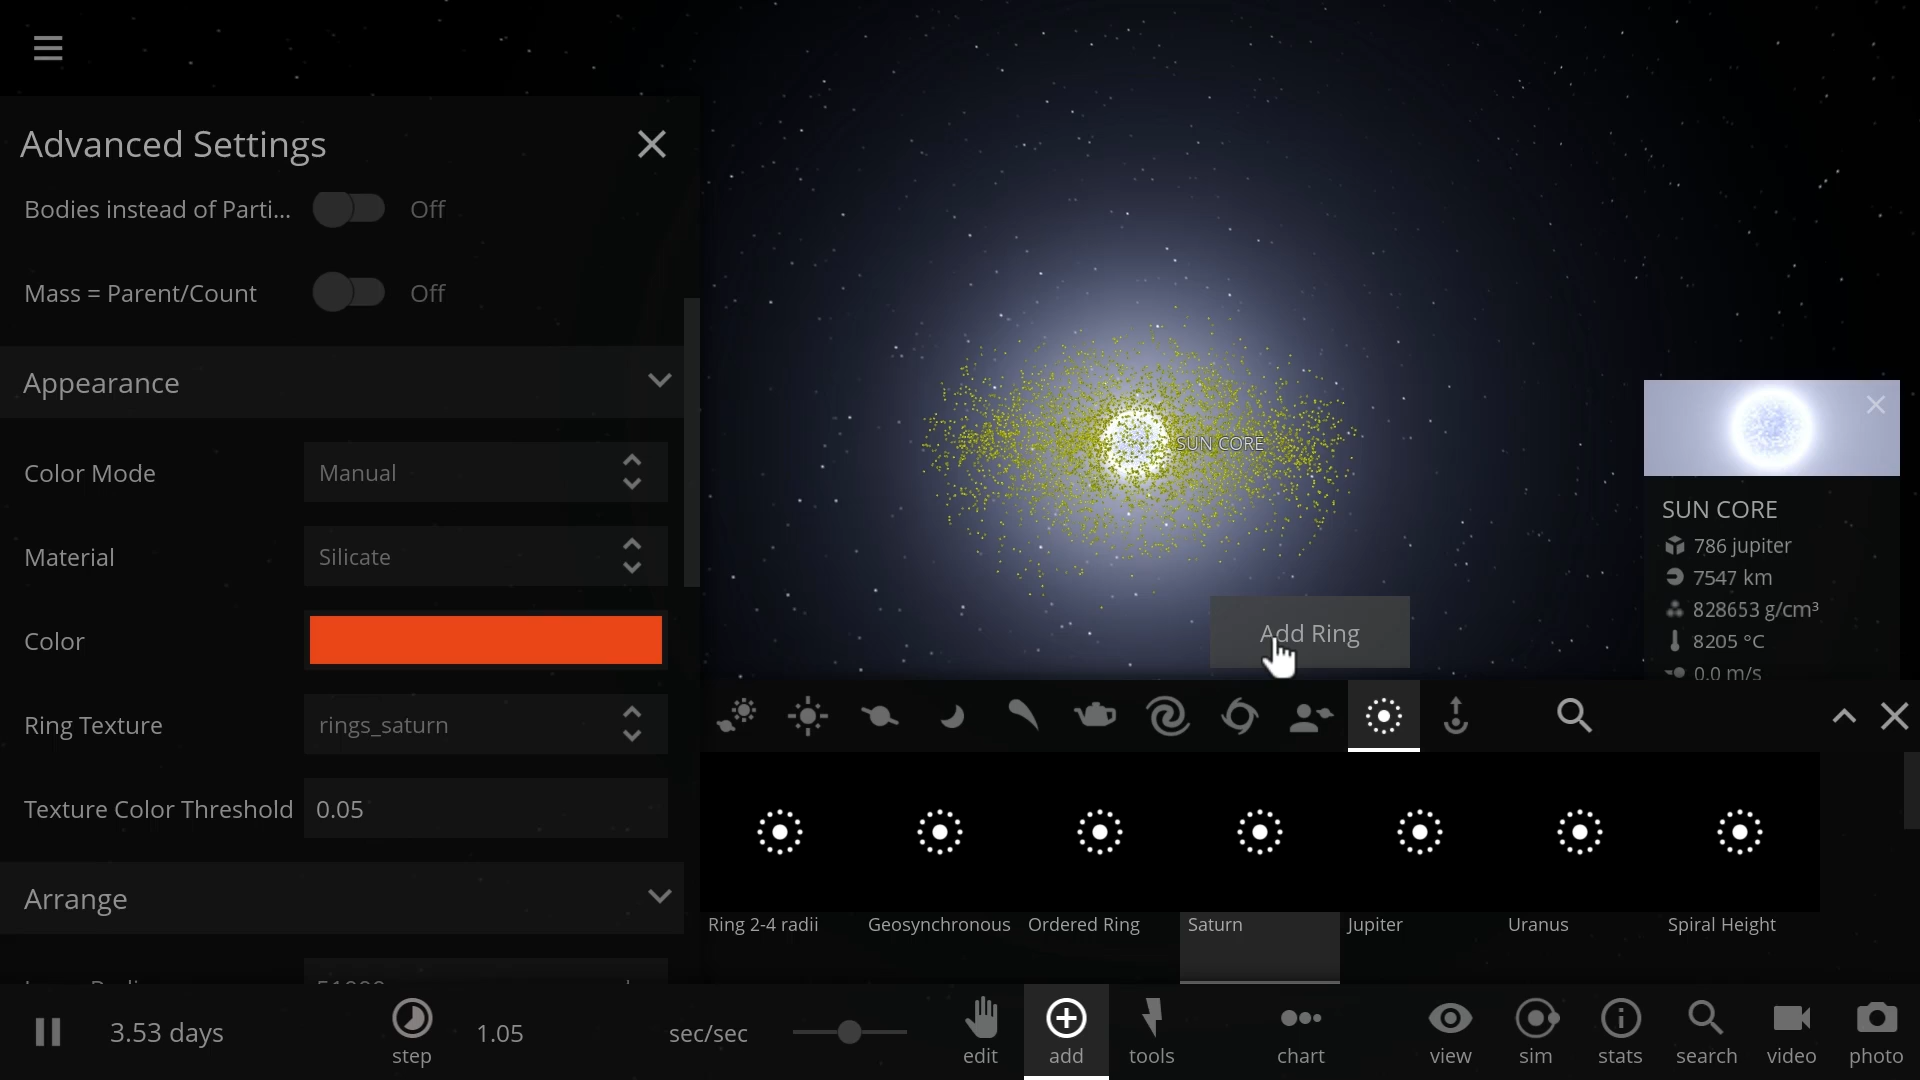 Advanced Settings
Bodies instead of Parti...
Off
Mass = Parent/Count
Off
Appearance
Color Mode
Manual
Material
Silicate
Color
Ring Texture
rings_saturn
Texture Color Threshold
0.05
Arrange
SUN CORE
Add Ring
SUN CORE
786 jupiter
7547 km
828653 g/cm³
8205 °C
0.0 m/s
Ring 2-4 radii
Geosynchronous
Ordered Ring
Saturn
Jupiter
Uranus
Spiral Height
3.53 days
step
1.05
sec/sec
edit
add
tools
chart
view
sim
stats
search
video
photo